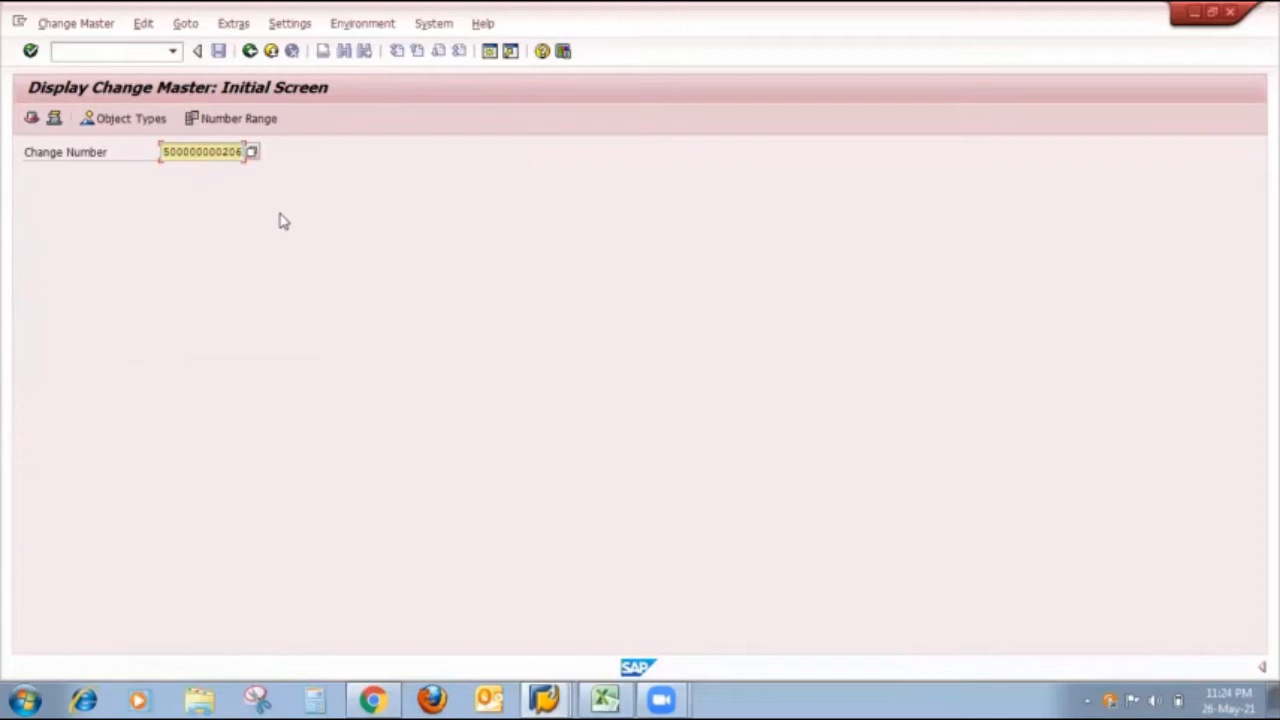 Change Master Edit Goto Extras Settings Environment System Help
Display Change Master: Initial Screen
Object Types Number Range
Change Number 500000000206
SAP
11:24 PM
26-May-21